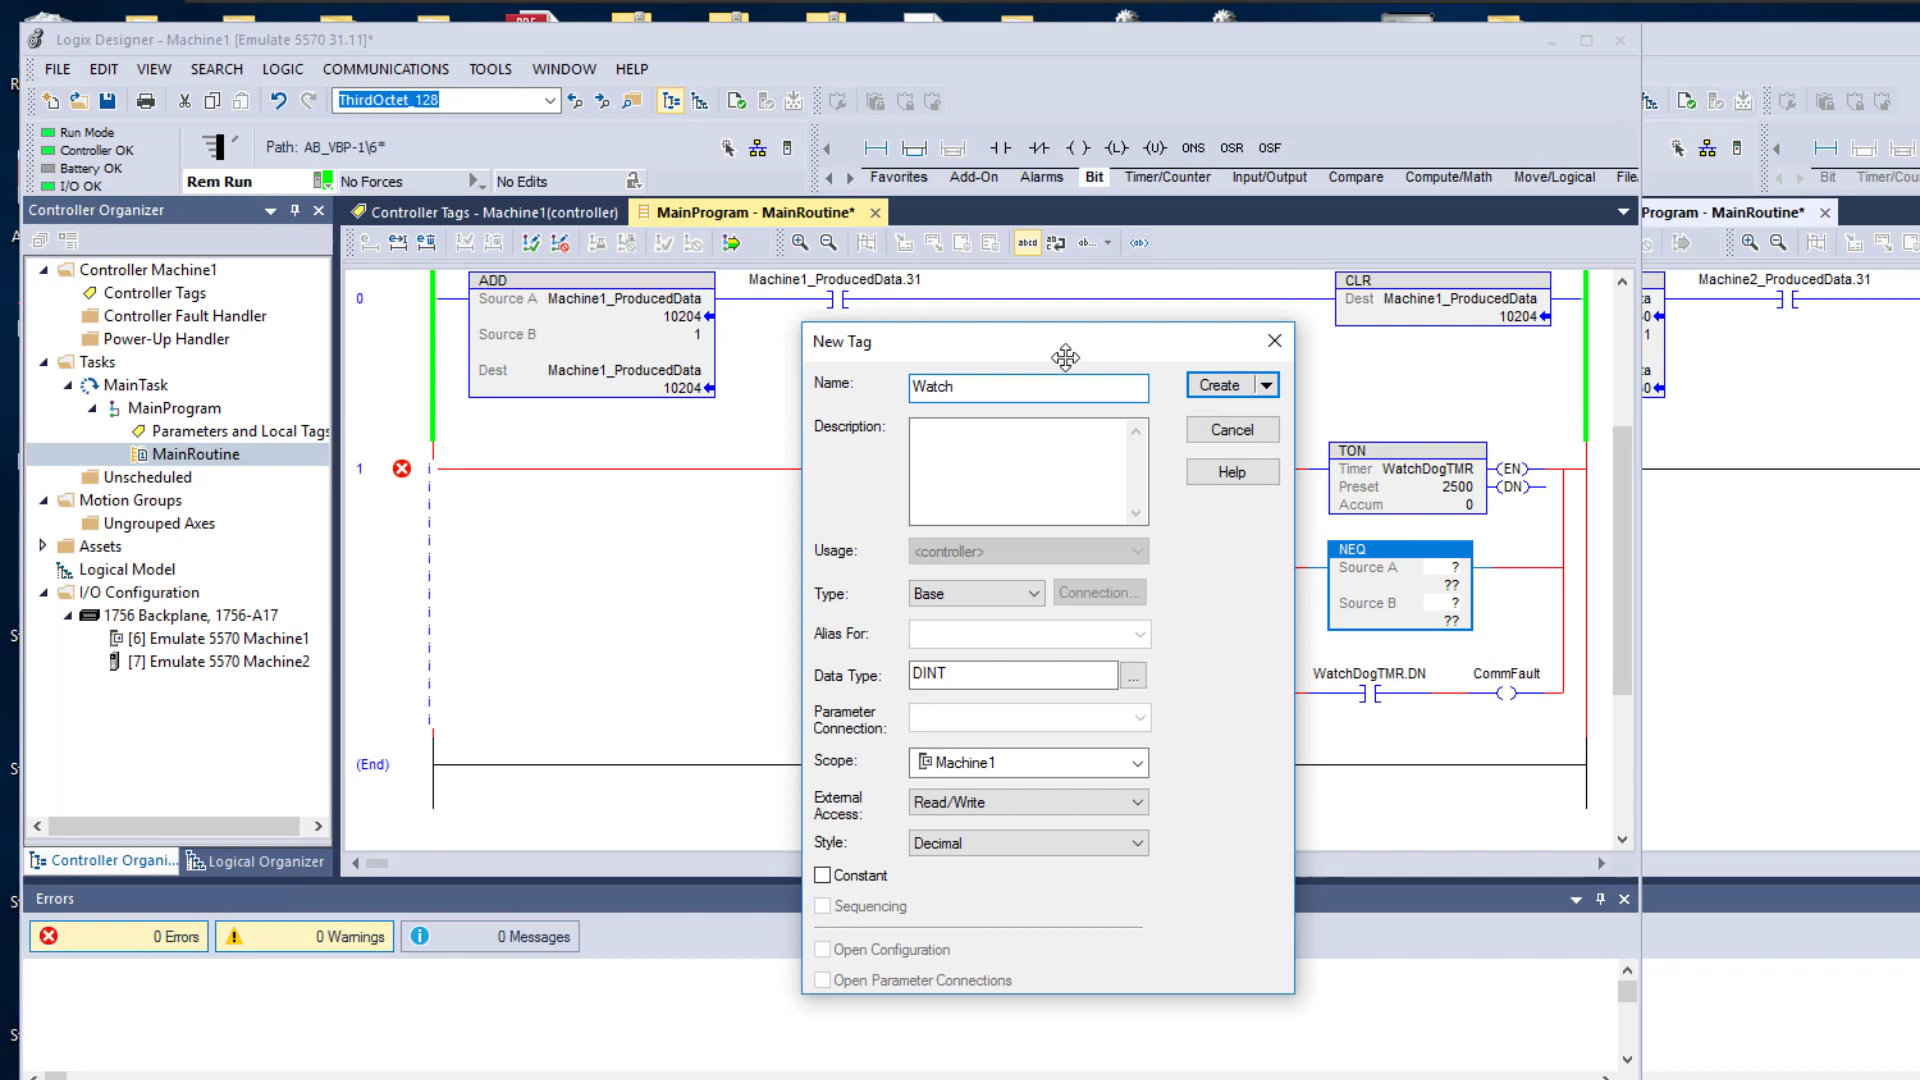 Logix Designer - Machine1 [Emulate 5570 31.11]*
FILE EDIT VIEW SEARCH LOGIC COMMUNICATIONS TOOLS WINDOW HELP
ThirdOctet_128
Run Mode
Controller OK
Battery OK
I/O OK
Path: AB_VBP-1\6*
Rem Run
No Forces
No Edits
ONS OSR OSF
Favorites Add-On Alarms Bit Timer/Counter Input/Output Compare Compute/Math Move/Logical File.
Bit Timer/Cou
Controller Organizer
Controller Tags - Machine1(controller)
MainProgram - MainRoutine*
Program - MainRoutine*
Controller Machine1
Controller Tags
Controller Fault Handler
Power-Up Handler
Tasks
MainTask
MainProgram
Parameters and Local Tags
MainRoutine
Unscheduled
Motion Groups
Ungrouped Axes
Assets
Logical Model
I/O Configuration
1756 Backplane, 1756-A17
[6] Emulate 5570 Machine1
[7] Emulate 5570 Machine2
Controller Organi...
Logical Organizer
0
ADD
Source A Machine1_ProducedData
10204
Source B 1
Dest Machine1_ProducedData
10204
Machine1_ProducedData.31
CLR
Dest Machine1_ProducedData
10204
Machine2_ProducedData.31
1
TON
Timer WatchDogTMR
Preset 2500
Accum 0
EN
DN
NEQ
Source A ?
??
Source B ?
??
WatchDogTMR.DN
CommFault
(End)
New Tag
Name: Watch
Create
Description:
Cancel
Help
Usage: <controller>
Type: Base
Connection...
Alias For:
Data Type: DINT
...
Parameter
Connection:
Scope: Machine1
External
Access: Read/Write
Style: Decimal
Constant
Sequencing
Open Configuration
Open Parameter Connections
Errors
0 Errors
0 Warnings
0 Messages